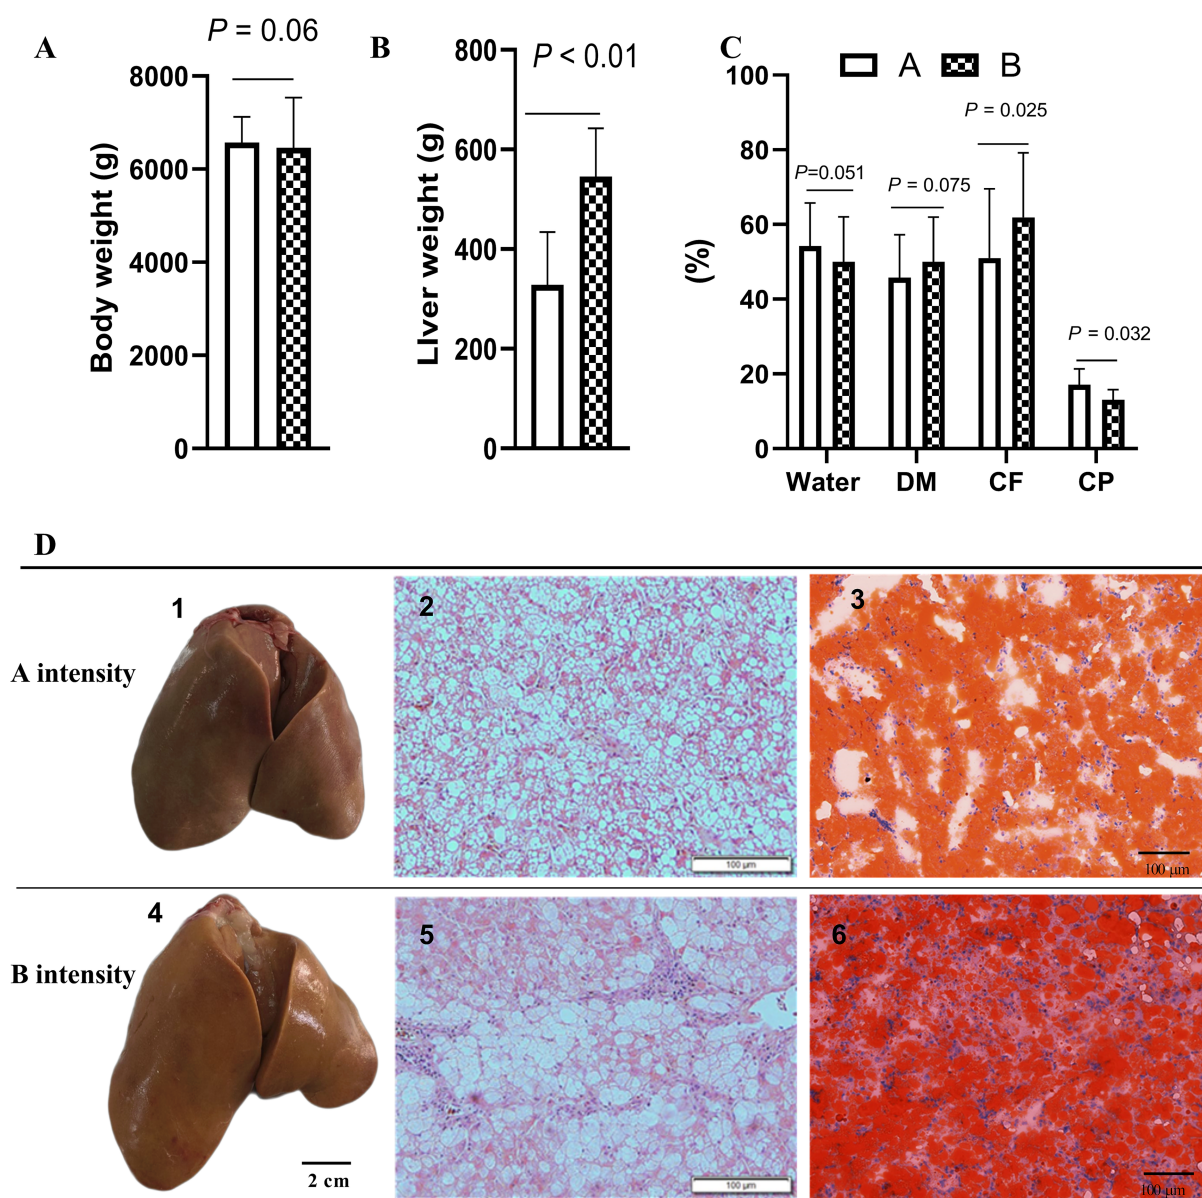 A
P = 0.06
Body weight (g)
8000
6000
4000
2000
0
B
P < 0.01
LIver weight (g)
800
600
400
200
0
C
A B
(%)
100
80
60
40
20
0
P=0.051
P = 0.075
P = 0.025
P = 0.032
Water DM CF CP
D
A intensity
1
2
100 µm
3
100 µm
B intensity
4
2 cm
5
100 µm
6
100 µm